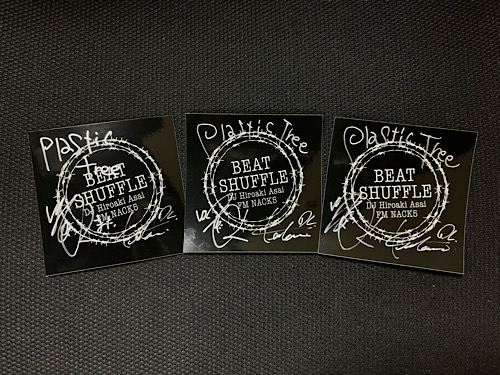 Plastic
Tree
BEAT
SHUFFLE
DJ Hiroaki Asai
FM NACK5
Plastic Tree
BEAT
SHUFFLE
DJ Hiroaki Asai
FM NACK5
Plastic Tree
BEAT
SHUFFLE
DJ Hiroaki Asai
FM NACK5